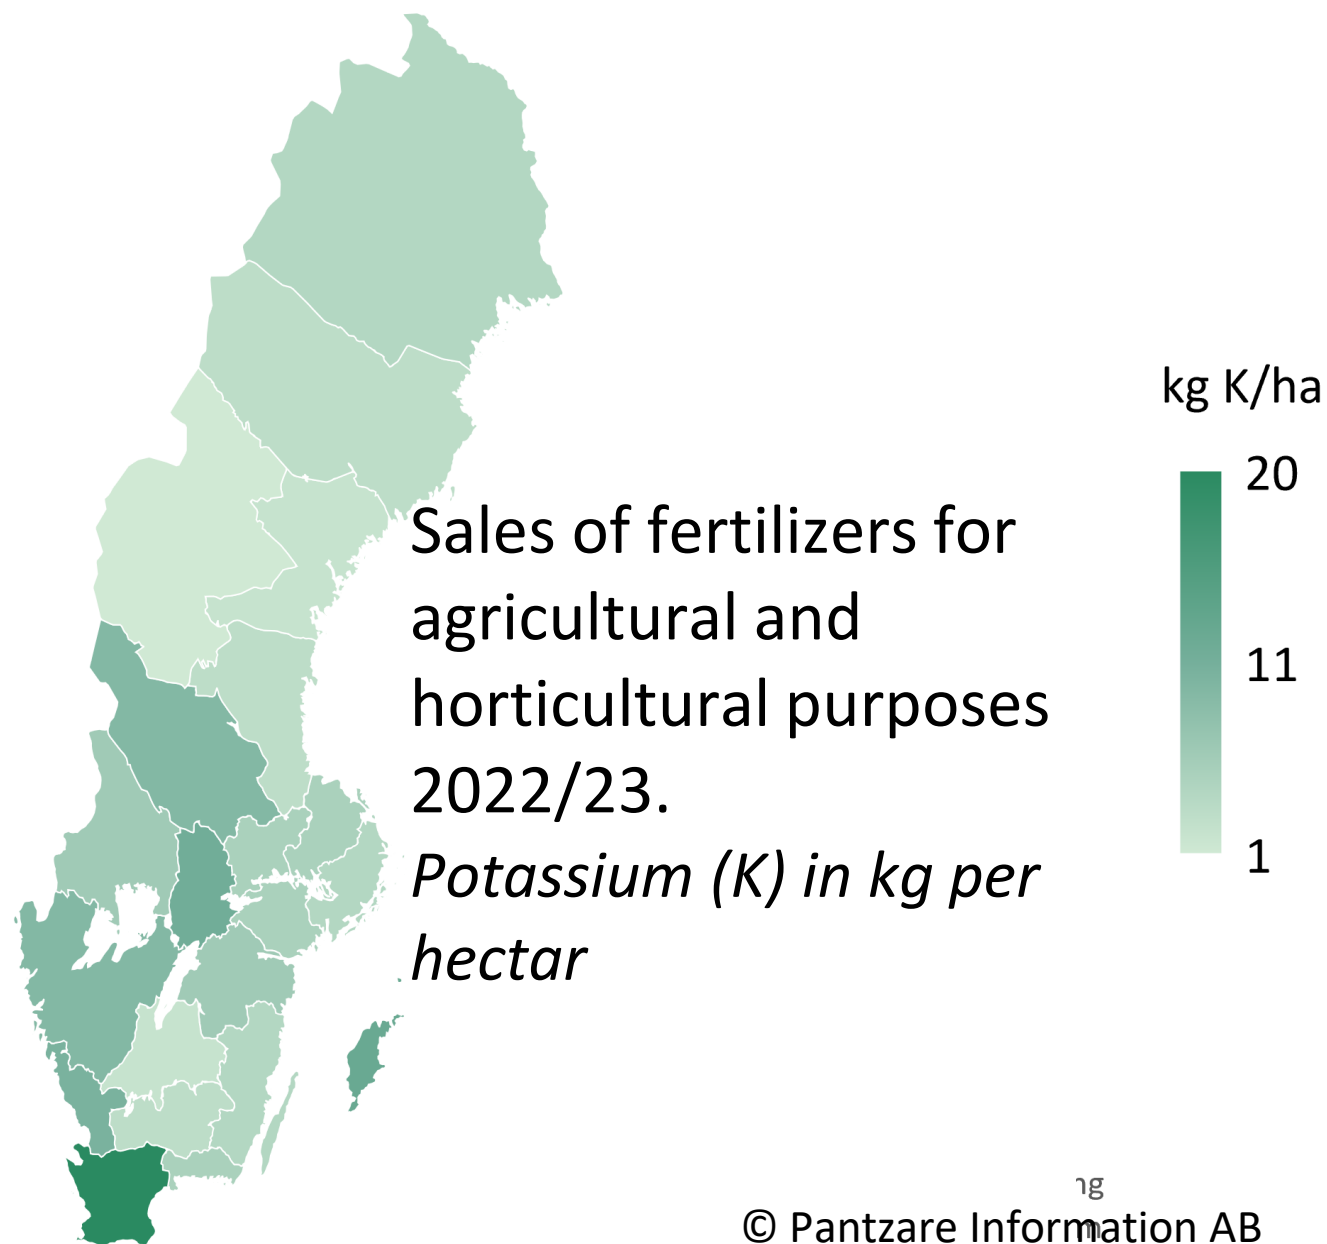 kg K/ha
20
11
1
Sales of fertilizers for
agricultural and
horticultural purposes
2022/23.
Potassium (K) in kg per
hectar
© Pantzare Information AB